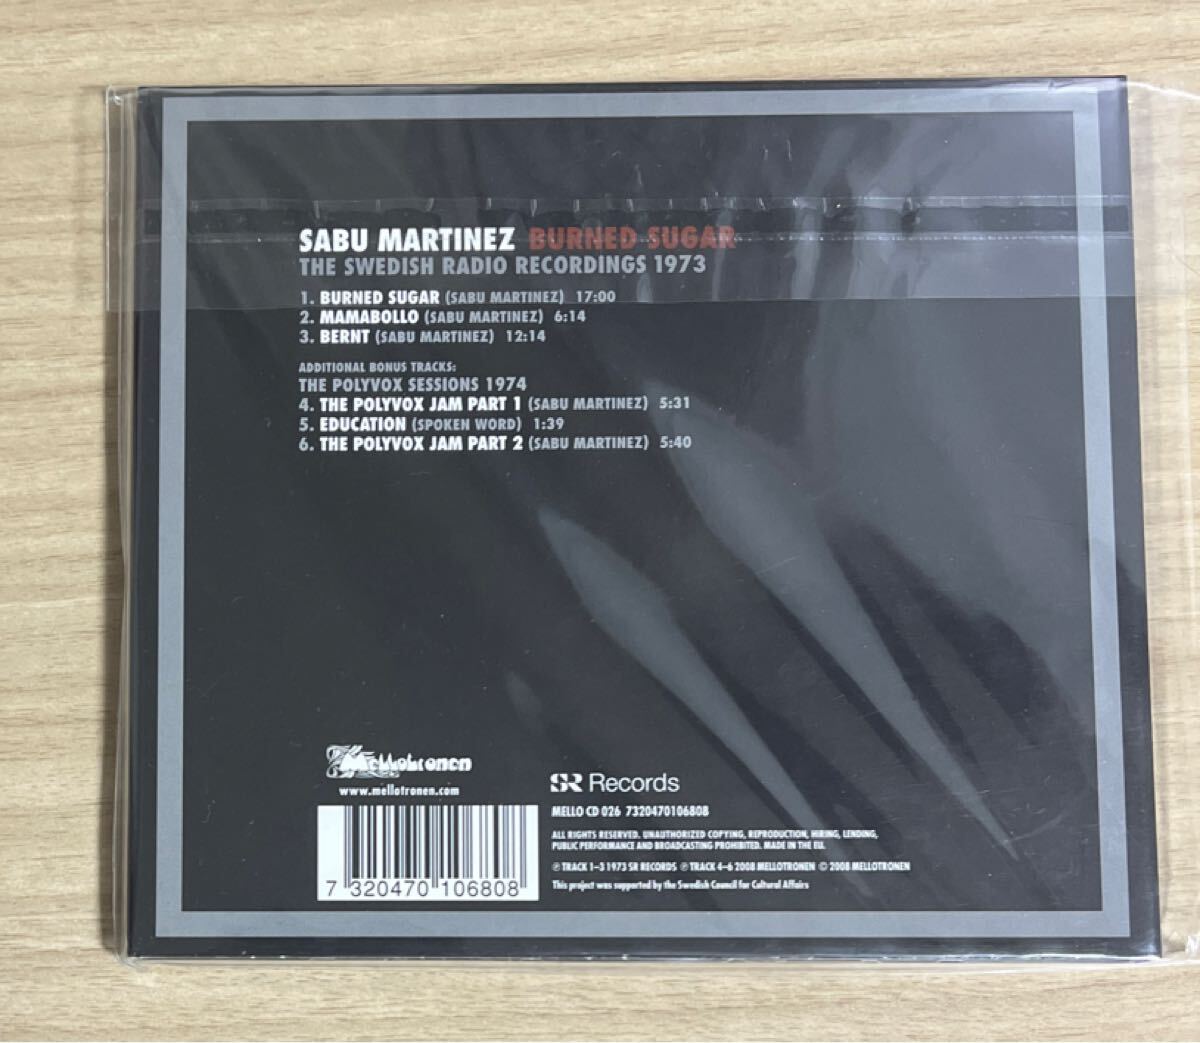 SABU MARTINEZ BURNED SUGAR
THE SWEDISH RADIO RECORDINGS 1973
1. BURNED SUGAR (SABU MARTINEZ) 17:00
2. MAMABOLLO (SABU MARTINEZ) 6:14
3. BERNT (SABU MARTINEZ) 12:14
ADDITIONAL BONUS TRACKS:
THE POLYVOX SESSIONS 1974
4. THE POLYVOX JAM PART 1 (SABU MARTINEZ) 5:31
5. EDUCATION (SPOKEN WORD) 1:39
6. THE POLYVOX JAM PART 2 (SABU MARTINEZ) 5:40
Mellotronen
www.mellotronen.com
SR Records
MELLO CD 026 7320470106808
ALL RIGHTS RESERVED. UNAUTHORIZED COPYING, REPRODUCTION, HIRING, LENDING,
PUBLIC PERFORMANCE AND BROADCASTING PROHIBITED. MADE IN THE EU.
℗ TRACK 1–3 1973 SR RECORDS ℗ TRACK 4–6 2008 MELLOTRONEN © 2008 MELLOTRONEN
This project was supported by the Swedish Council for Cultural Affairs
7 320470 106808